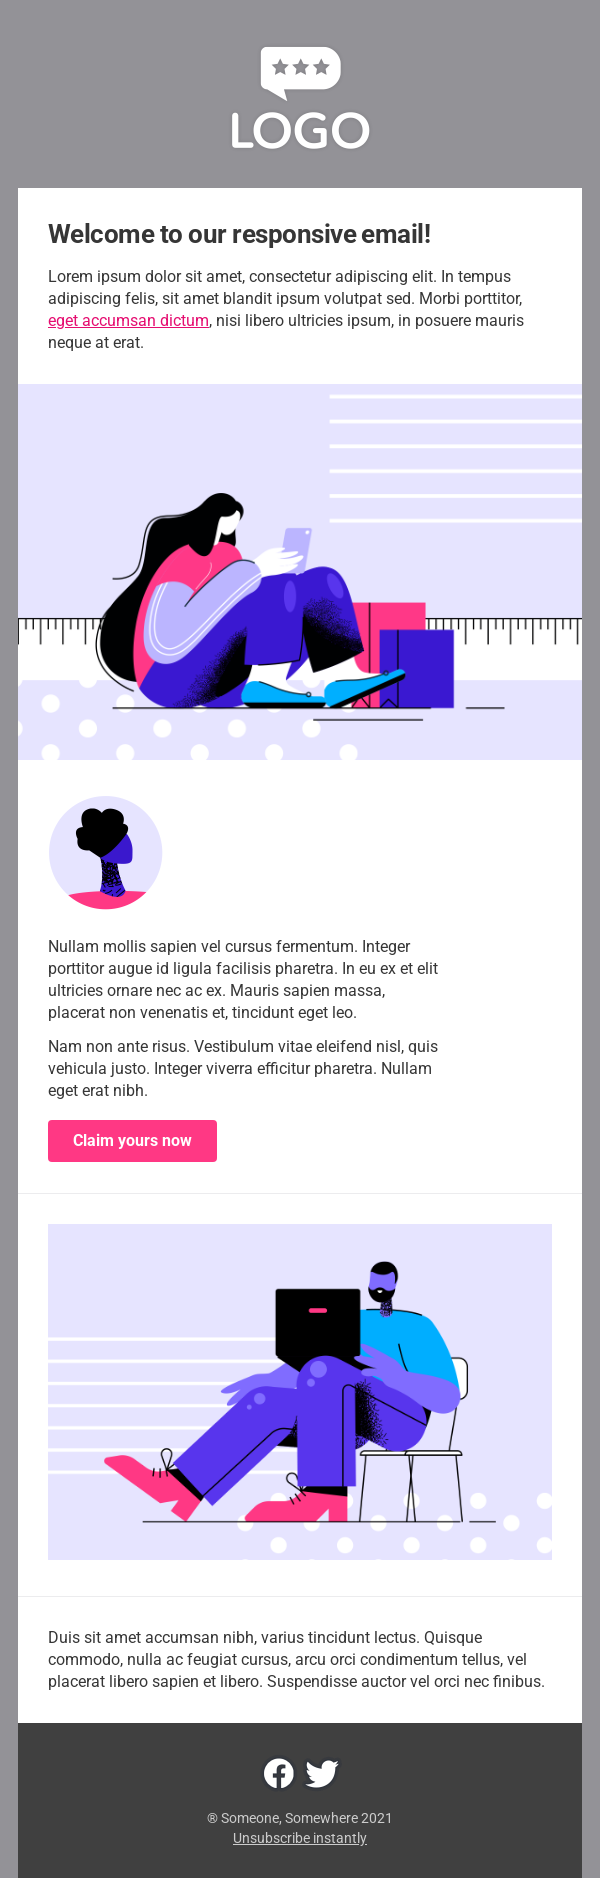 LOGO
Welcome to our responsive email!
Lorem ipsum dolor sit amet, consectetur adipiscing elit. In tempus
adipiscing felis, sit amet blandit ipsum volutpat sed. Morbi porttitor,
eget accumsan dictum, nisi libero ultricies ipsum, in posuere mauris
neque at erat.
Nullam mollis sapien vel cursus fermentum. Integer
porttitor augue id ligula facilisis pharetra. In eu ex et elit
ultricies ornare nec ac ex. Mauris sapien massa,
placerat non venenatis et, tincidunt eget leo.
Nam non ante risus. Vestibulum vitae eleifend nisl, quis
vehicula justo. Integer viverra efficitur pharetra. Nullam
eget erat nibh.
Claim yours now
Duis sit amet accumsan nibh, varius tincidunt lectus. Quisque
commodo, nulla ac feugiat cursus, arcu orci condimentum tellus, vel
placerat libero sapien et libero. Suspendisse auctor vel orci nec finibus.
® Someone, Somewhere 2021
Unsubscribe instantly